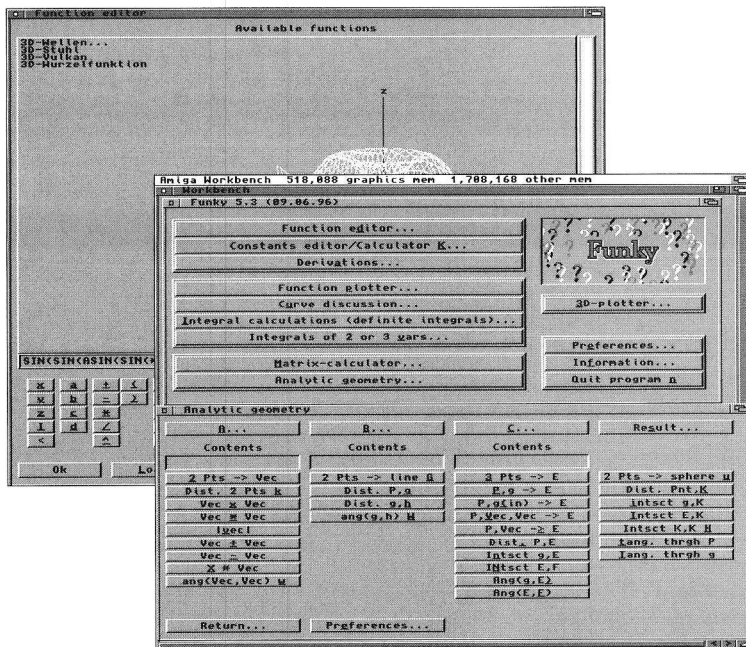 Function editor
Available functions
3D-Wellen...
3D-Stuhl
3D-Vulkan
3D-Wurzelfunktion
z
Amiga Workbench 518,088 graphics mem 1,708,168 other mem
Workbench
Funky 5.3 (09.06.96)
Function editor...
Constants editor/Calculator K...
Derivations...
Funky
Function plotter...
Curve discussion...
Integral calculations (definite integrals)...
Integrals of 2 or 3 vars...
3D-plotter...
Matrix-calculator...
Analytic geometry...
Preferences...
Information...
Quit program n
SIN(SIN(ASIN(SIN(
x a + (
y b - )
z c *
I d /
< ^
Ok Lo
Analytic geometry
A... B... C... Result...
Contents Contents Contents
2 Pts -> Vec 2 Pts -> line G 3 Pts -> E 2 Pts -> sphere u
Dist. 2 Pts k Dist. P,g P,g -> E Dist. Pnt,K
Vec x Vec Dist. g,h P,g(in) -> E intsct g,K
Vec * Vec ang(g,h) W P,Vec,Vec -> E Intsct E,K
|vec| P,Vec -> E Intsct K,K H
Vec + Vec Dist. P,E tang. thrgh P
Vec - Vec Intsct g,E Tang. thrgh g
X # Vec INtsct E,F
ang(Vec,Vec) w Ang(g,E)
Ang(E,F)
Return... Preferences...